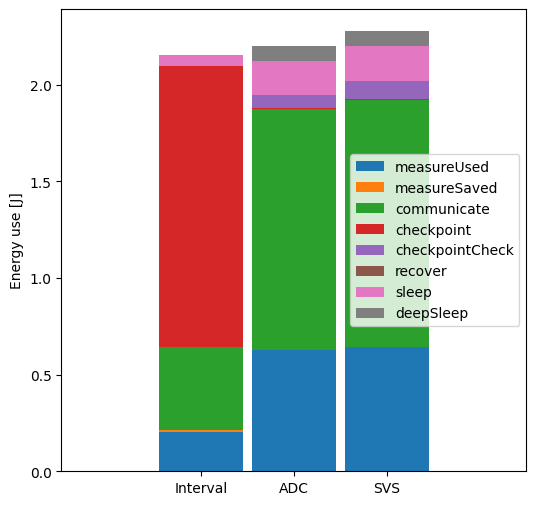 Energy use [J]
2.0
1.5
1.0
0.5
0.0
measureUsed
measureSaved
communicate
checkpoint
checkpointCheck
recover
sleep
deepSleep
Interval
ADC
SVS